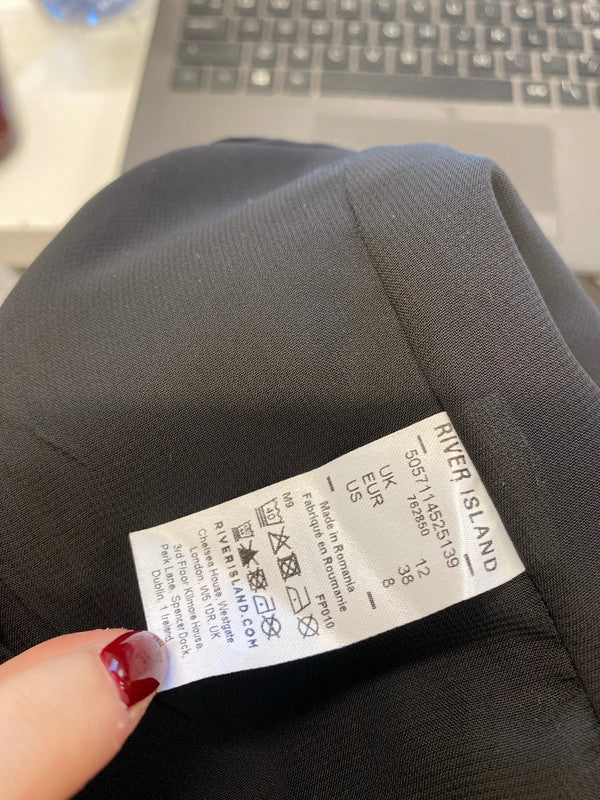 RIVER ISLAND
5057114525139
762850
UK 12
EUR 38
US 8
Made in Romania
Fabriqué en Roumanie
M9 FP010
40
RIVERISLAND.COM
Chelsea House, Westgate
London, W5 1DR, UK
3rd Floor Kilmore House,
Park Lane, Spencer Dock,
Dublin, 1 Ireland